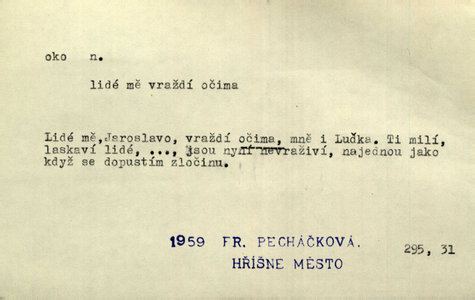 oko n.
lidé mě vraždí očima
Lidé mě,Jaroslavo, vraždí očima, mně i Luďka. Ti milí,
laskaví lidé, ..., jsou nyní nevraživí, najednou jako
když se dopustím zločinu.
1959 FR. PECHÁČKOVÁ.
HŘÍŠNE MĚSTO
295, 31